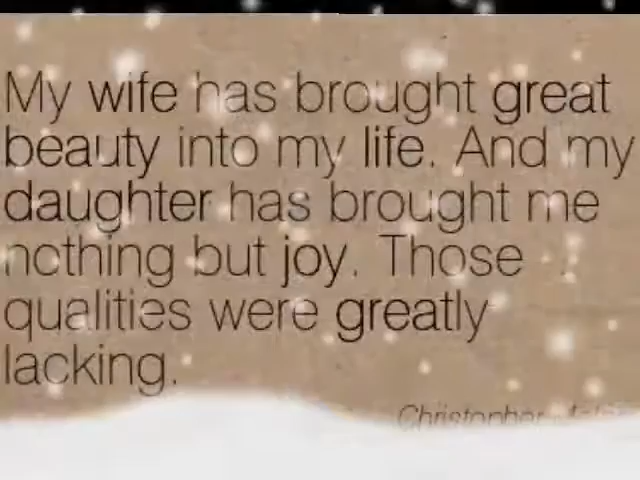 My wife has brought great
beauty into my life. And my
daughter has brought me
nothing but joy. Those
qualities were greatly
lacking.
Christopher